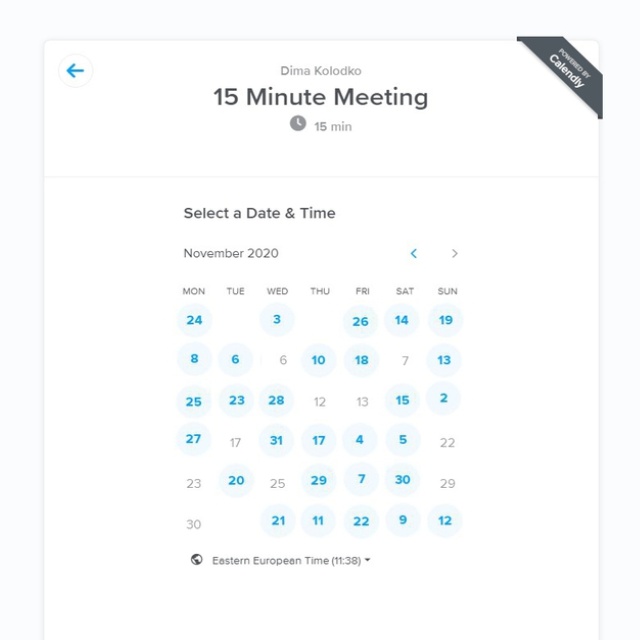 Dima Kolodko
POWERED BY
Calendly
15 Minute Meeting
15 min
Select a Date & Time
November 2020
MON TUE WED THU FRI SAT SUN
24 3 26 14 19
8 6 6 10 18 7 13
25 23 28 12 13 15 2
27 17 31 17 4 5 22
23 20 25 29 7 30 29
30 21 11 22 9 12
Eastern European Time (11:38)